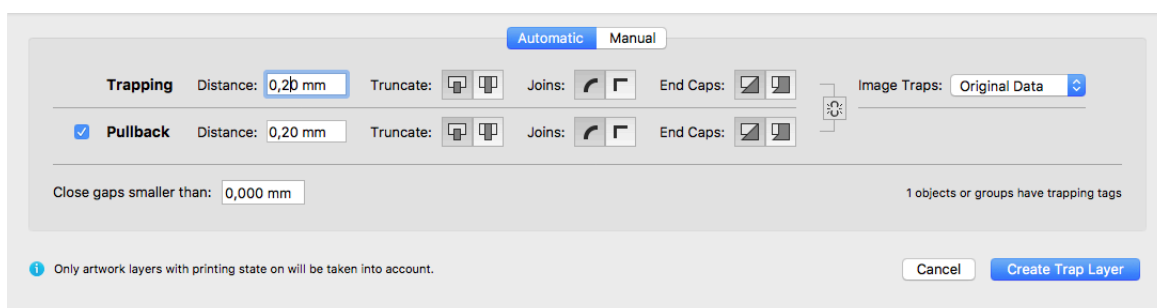 Automatic Manual
Trapping Distance: 0,20 mm Truncate: Joins: End Caps: Image Traps: Original Data
Pullback Distance: 0,20 mm Truncate: Joins: End Caps:
Close gaps smaller than: 0,000 mm 1 objects or groups have trapping tags
Only artwork layers with printing state on will be taken into account. Cancel Create Trap Layer